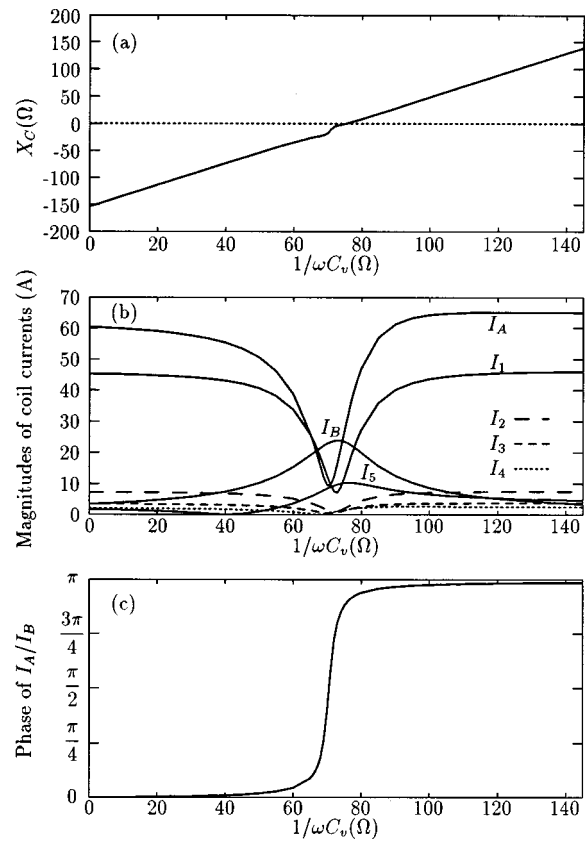 (a)
X_C(Ω)
200
150
100
50
0
-50
-100
-150
-200
0 20 40 60 80 100 120 140
1/ωC_v(Ω)
(b)
Magnitudes of coil currents (A)
70
60
50
40
30
20
10
0
I_A
I_1
I_B
I_5
I_2
I_3
I_4
0 20 40 60 80 100 120 140
1/ωC_v(Ω)
(c)
Phase of I_A/I_B
π
3π/4
π/2
π/4
0
0 20 40 60 80 100 120 140
1/ωC_v(Ω)